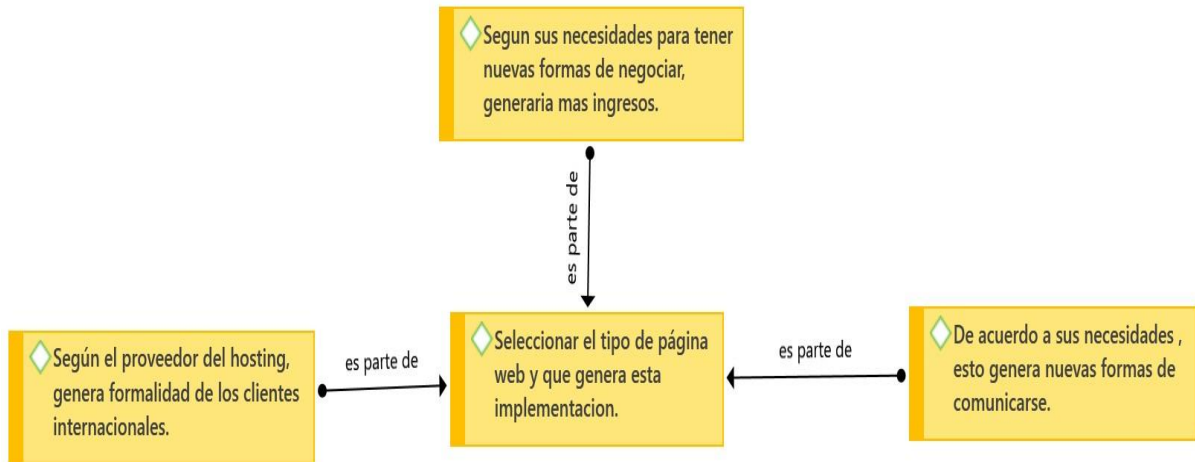 Segun sus necesidades para tener
nuevas formas de negociar,
generaria mas ingresos.
es parte de
Según el proveedor del hosting,
genera formalidad de los clientes
internacionales.
es parte de
Seleccionar el tipo de página
web y que genera esta
implementacion.
es parte de
De acuerdo a sus necesidades ,
esto genera nuevas formas de
comunicarse.